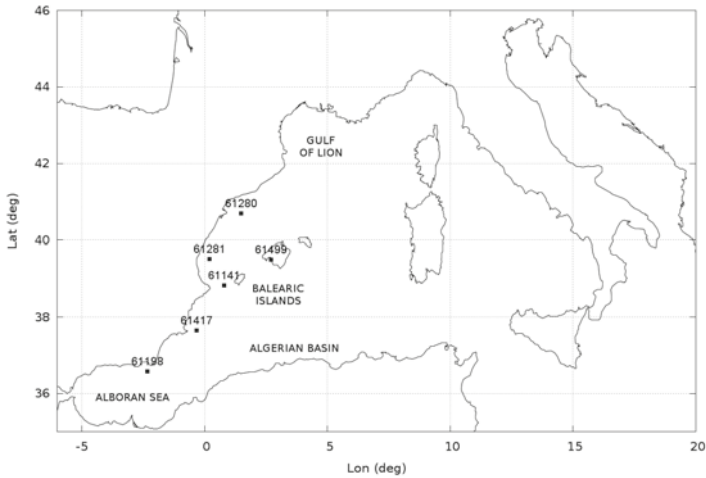 46
44
42
40
38
36
Lat (deg)
GULF
OF LION
61280
61281
61499
61141
BALEARIC
ISLANDS
61417
ALGERIAN BASIN
61198
ALBORAN SEA
-5
0
5
10
15
20
Lon (deg)